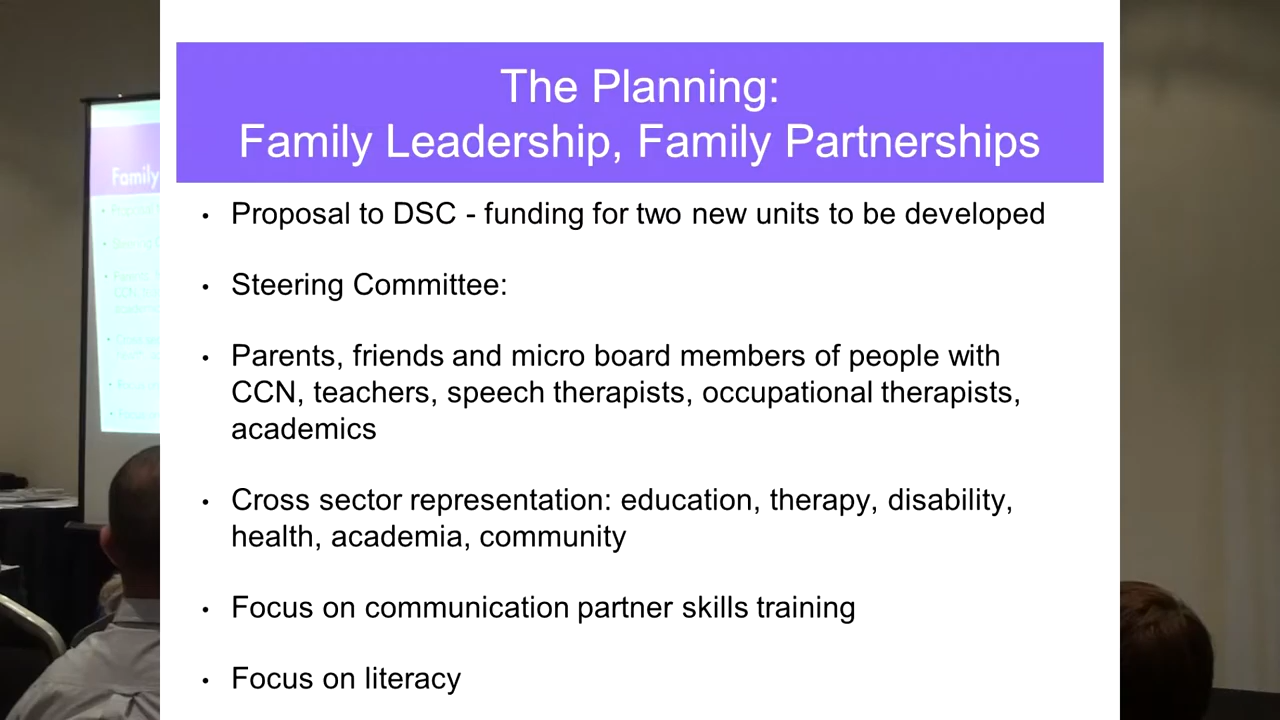 The Planning:
Family Leadership, Family Partnerships
• Proposal to DSC - funding for two new units to be developed
• Steering Committee:
• Parents, friends and micro board members of people with
CCN, teachers, speech therapists, occupational therapists,
academics
• Cross sector representation: education, therapy, disability,
health, academia, community
• Focus on communication partner skills training
• Focus on literacy
Family